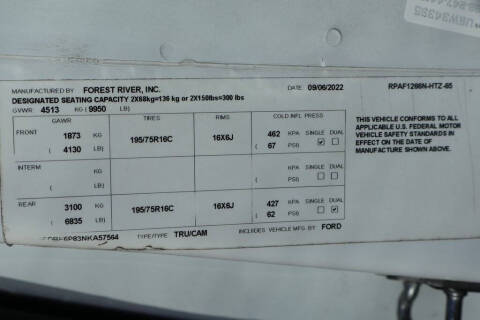 *UBW34355
MANUFACTURED BY FOREST RIVER, INC. DATE: 09/06/2022 RPAF1266N-HTZ-65
DESIGNATED SEATING CAPACITY 2X68kg=136 kg or 2X150lbs=300 lbs
GVWR 4513 KG (9950 LB)
GAWR TIRES RIMS COLD INFL PRESS
FRONT 1873 KG 195/75R16C 16X6J 462 KPA SINGLE DUAL
( 4130 LB) ( 67 PSI)
INTERM KG KPA SINGLE DUAL
( LB) ( PSI)
REAR 3100 KG 195/75R16C 16X6J 427 KPA SINGLE DUAL
( 6835 LB) ( 62 PSI)
6P83NKA57564 TYPE/TYPE TRU/CAM INCLUDES VEHICLE MFG BY FORD
THIS VEHICLE CONFORMS TO ALL
APPLICABLE U.S. FEDERAL MOTOR
VEHICLE SAFETY STANDARDS IN
EFFECT ON THE DATE OF
MANUFACTURE SHOWN ABOVE.